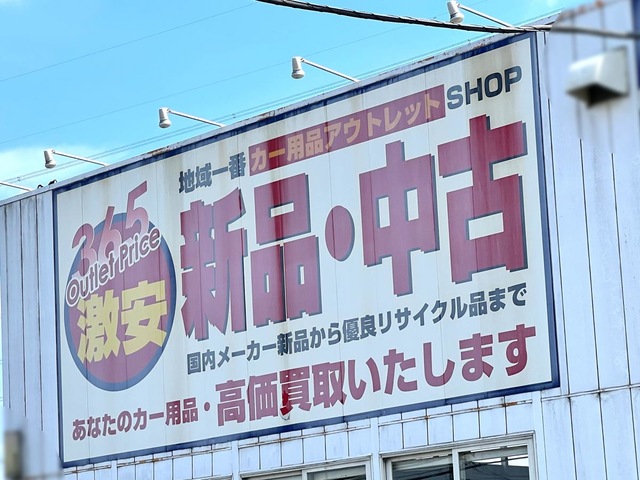 地域一番 カー用品アウトレット SHOP
365
Outlet Price
激安
新品・中古
国内メーカー新品から優良リサイクル品まで
あなたのカー用品・高価買取いたします